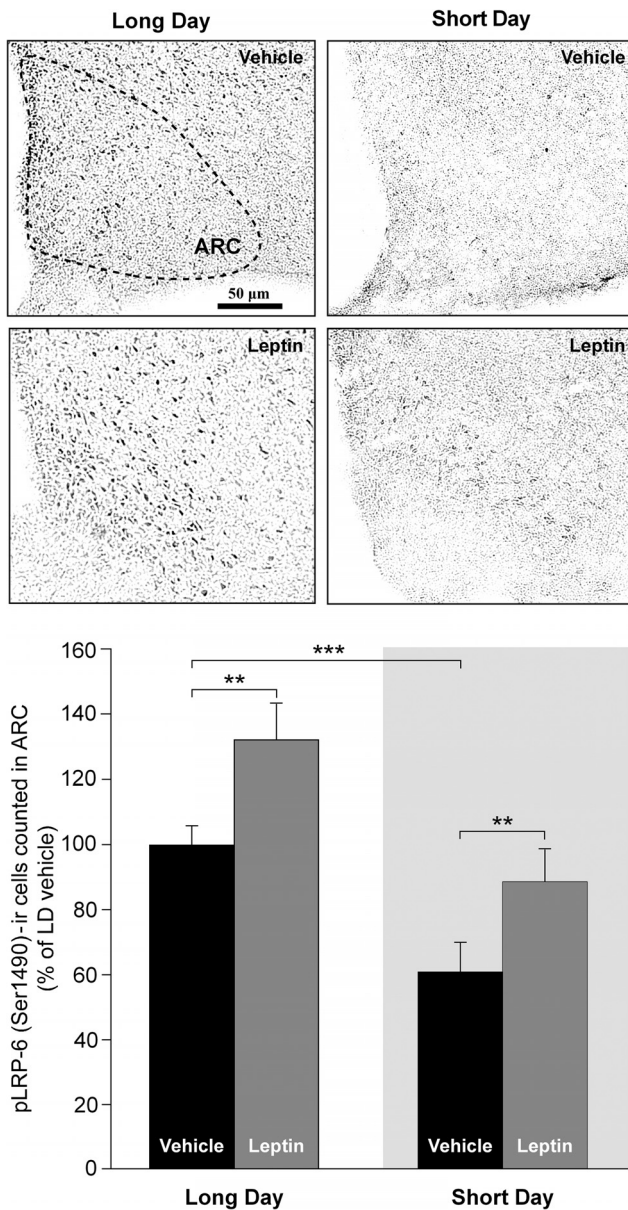 Long Day
Short Day
Vehicle
Vehicle
ARC
50 µm
Leptin
Leptin
pLRP-6 (Ser1490)-ir cells counted in ARC
(% of LD vehicle)
160
140
120
100
80
60
40
20
0
***
**
**
Vehicle
Leptin
Vehicle
Leptin
Long Day
Short Day